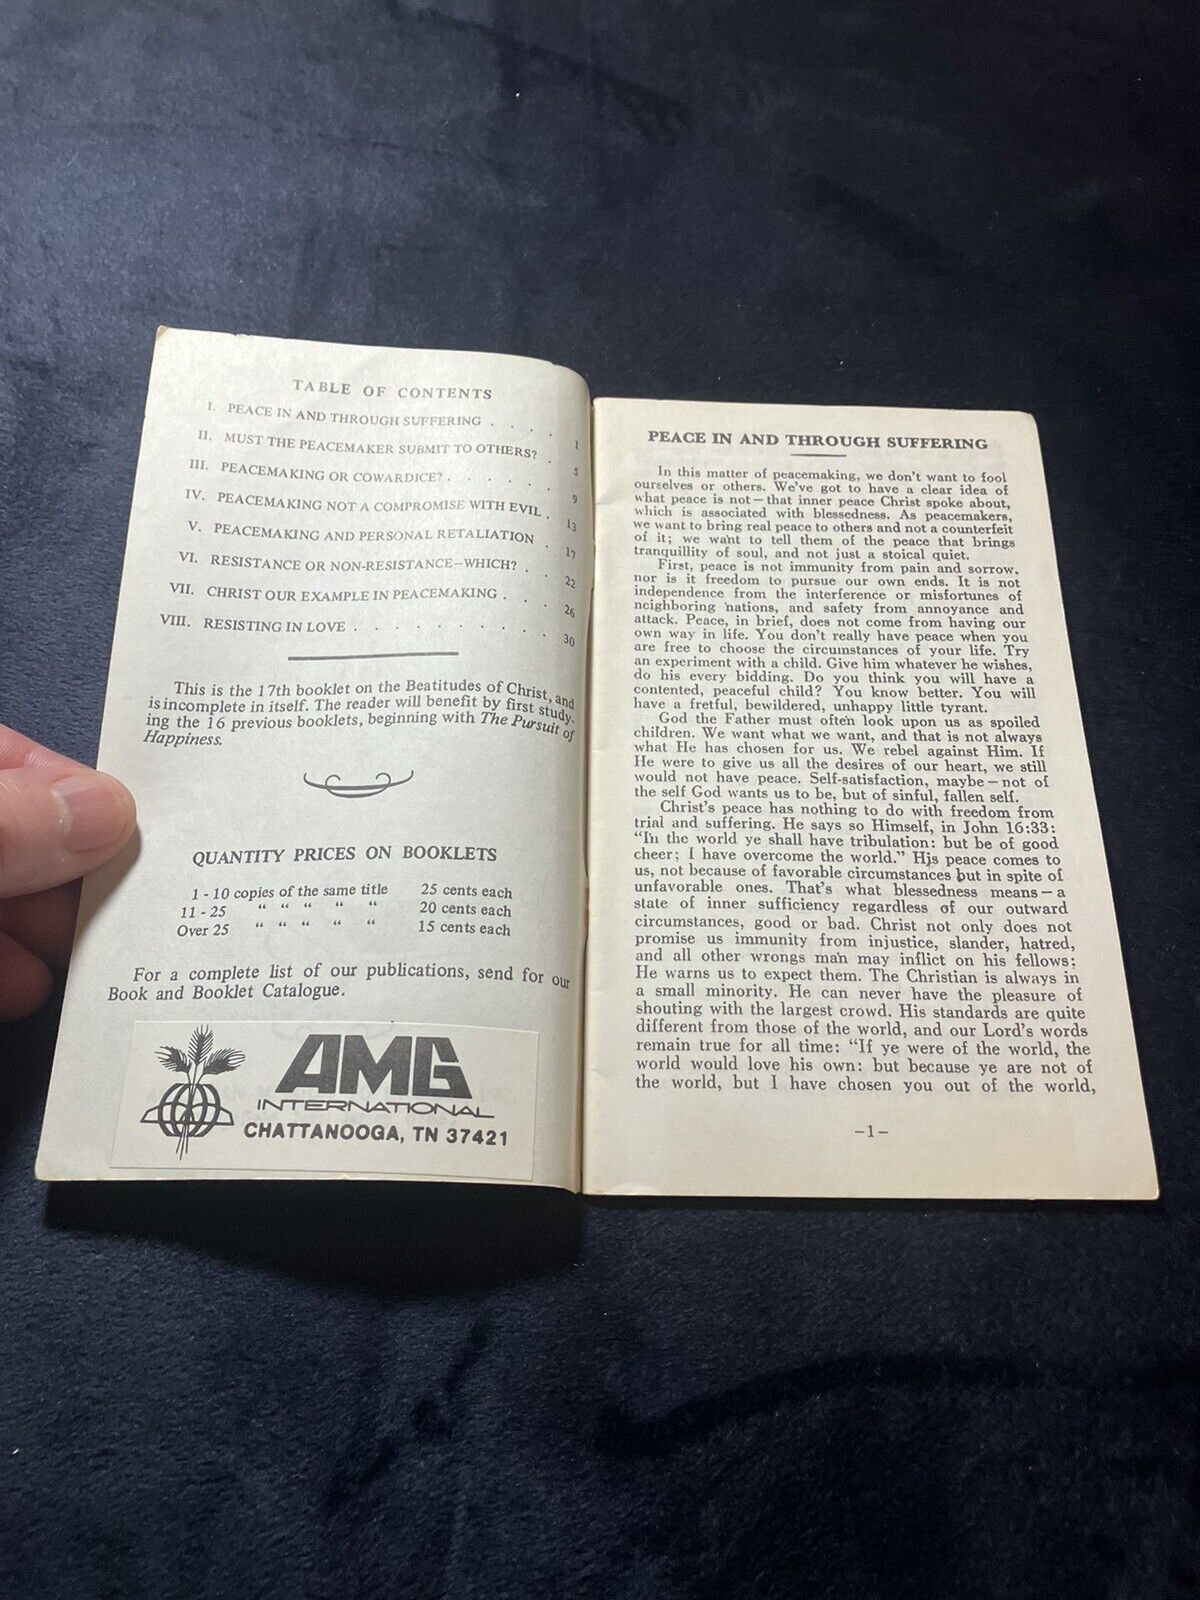 TABLE OF CONTENTS
I. PEACE IN AND THROUGH SUFFERING . . . . 1
II. MUST THE PEACEMAKER SUBMIT TO OTHERS? . 5
III. PEACEMAKING OR COWARDICE? . . . . . . 9
IV. PEACEMAKING NOT A COMPROMISE WITH EVIL . 13
V. PEACEMAKING AND PERSONAL RETALIATION . 17
VI. RESISTANCE OR NON-RESISTANCE—WHICH? . . 22
VII. CHRIST OUR EXAMPLE IN PEACEMAKING . . . 26
VIII. RESISTING IN LOVE . . . . . . . . . . 30
This is the 17th booklet on the Beatitudes of Christ, and
is incomplete in itself. The reader will benefit by first study-
ing the 16 previous booklets, beginning with The Pursuit of
Happiness.
QUANTITY PRICES ON BOOKLETS
1 - 10 copies of the same title 25 cents each
11 - 25 " " " " " 20 cents each
Over 25 " " " " " 15 cents each
For a complete list of our publications, send for our
Book and Booklet Catalogue.
AMG
INTERNATIONAL
CHATTANOOGA, TN 37421
PEACE IN AND THROUGH SUFFERING
In this matter of peacemaking, we don't want to fool
ourselves or others. We've got to have a clear idea of
what peace is not—that inner peace Christ spoke about,
which is associated with blessedness. As peacemakers,
we want to bring real peace to others and not a counterfeit
of it; we want to tell them of the peace that brings
tranquillity of soul, and not just a stoical quiet.
First, peace is not immunity from pain and sorrow,
nor is it freedom to pursue our own ends. It is not
independence from the interference or misfortunes of
neighboring nations, and safety from annoyance and
attack. Peace, in brief, does not come from having our
own way in life. You don't really have peace when you
are free to choose the circumstances of your life. Try
an experiment with a child. Give him whatever he wishes,
do his every bidding. Do you think you will have a
contented, peaceful child? You know better. You will
have a fretful, bewildered, unhappy little tyrant.
God the Father must often look upon us as spoiled
children. We want what we want, and that is not always
what He has chosen for us. We rebel against Him. If
He were to give us all the desires of our heart, we still
would not have peace. Self-satisfaction, maybe—not of
the self God wants us to be, but of sinful, fallen self.
Christ's peace has nothing to do with freedom from
trial and suffering. He says so Himself, in John 16:33:
"In the world ye shall have tribulation: but be of good
cheer; I have overcome the world." His peace comes to
us, not because of favorable circumstances but in spite of
unfavorable ones. That's what blessedness means—a
state of inner sufficiency regardless of our outward
circumstances, good or bad. Christ not only does not
promise us immunity from injustice, slander, hatred,
and all other wrongs man may inflict on his fellows;
He warns us to expect them. The Christian is always in
a small minority. He can never have the pleasure of
shouting with the largest crowd. His standards are quite
different from those of the world, and our Lord's words
remain true for all time: "If ye were of the world, the
world would love his own: but because ye are not of
the world, but I have chosen you out of the world,
—1—